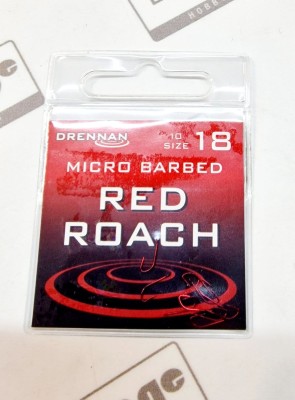 DRENNAN
10 SIZE 18
MICRO BARBED
RED
ROACH